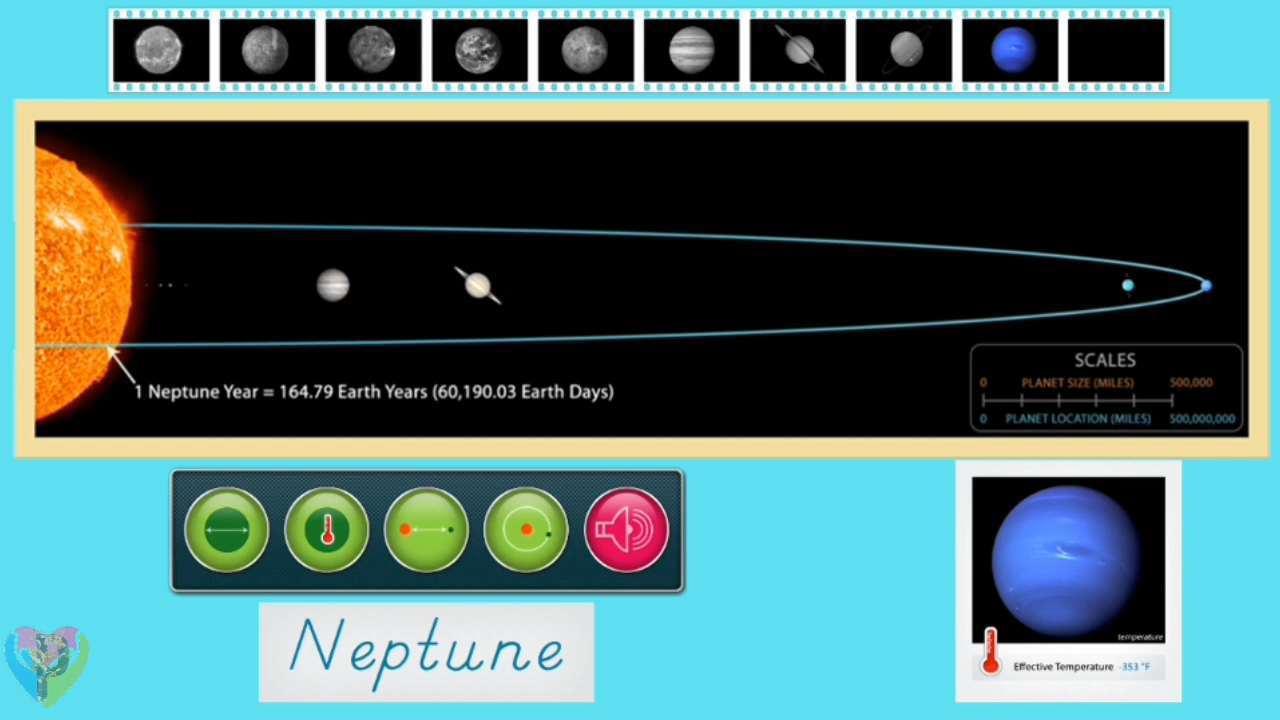 1 Neptune Year = 164.79 Earth Years (60,190.03 Earth Days)
SCALES
0 PLANET SIZE (MILES) 500,000
0 PLANET LOCATION (MILES) 500,000,000
temperature
Effective Temperature -353 °F
Neptune